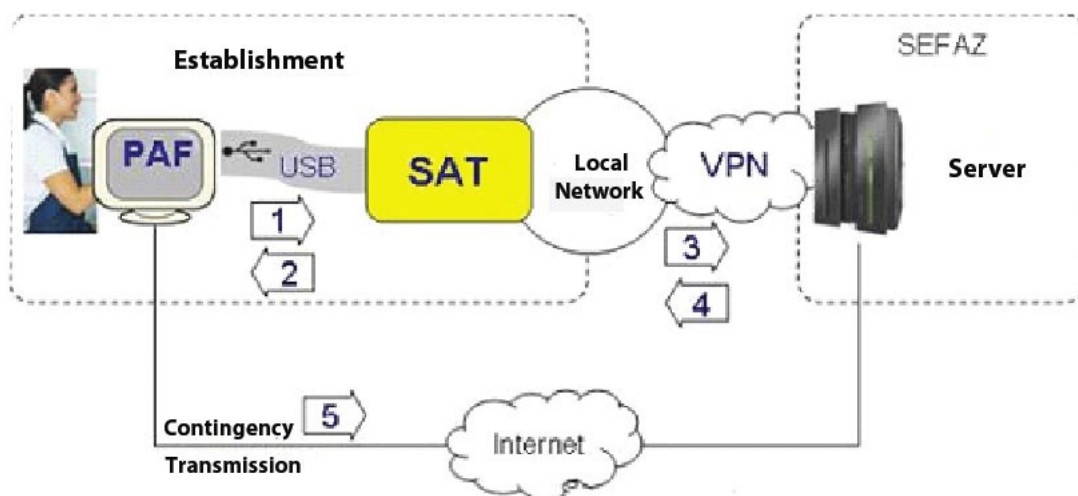 SEFAZ
Establishment
PAF
USB
SAT
Local
Network
VPN
Server
1
2
3
4
5
Contingency
Transmission
Internet